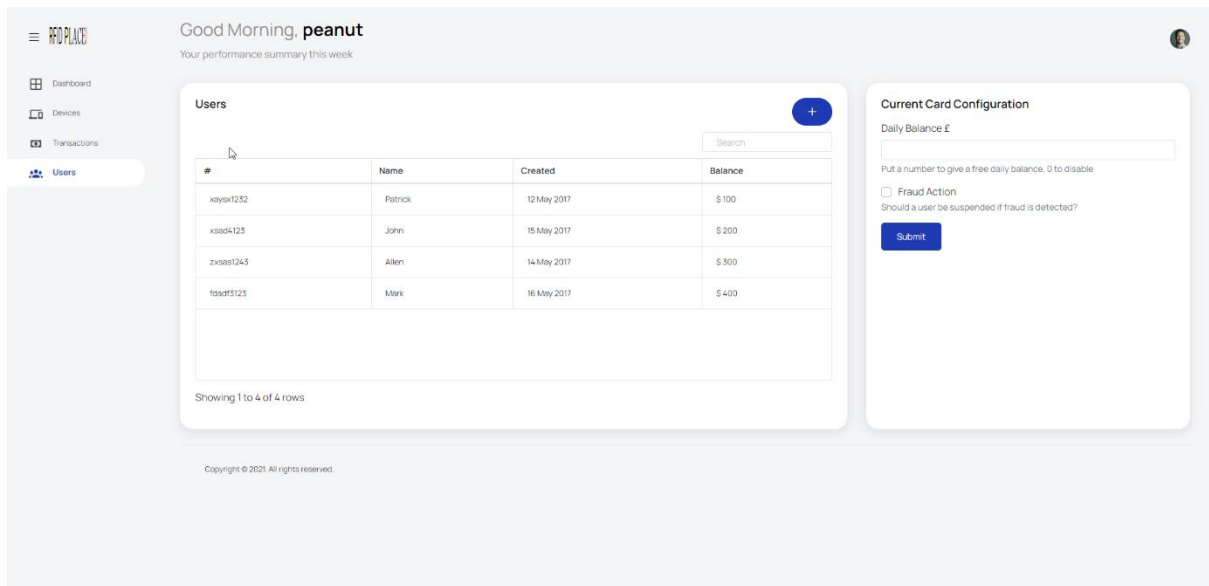 RFID PLACE
Good Morning, peanut
Your performance summary this week
Dashboard
Devices
Transactions
Users
Users
+
Search
# Name Created Balance
xaysx1232 Patrick 12 May 2017 $ 100
xsad4123 John 15 May 2017 $ 200
zxsas1243 Allen 14 May 2017 $ 300
fdadf3123 Mark 16 May 2017 $ 400
Showing 1 to 4 of 4 rows
Current Card Configuration
Daily Balance £
Put a number to give a free daily balance, 0 to disable
Fraud Action
Should a user be suspended if fraud is detected?
Submit
Copyright © 2021. All rights reserved.